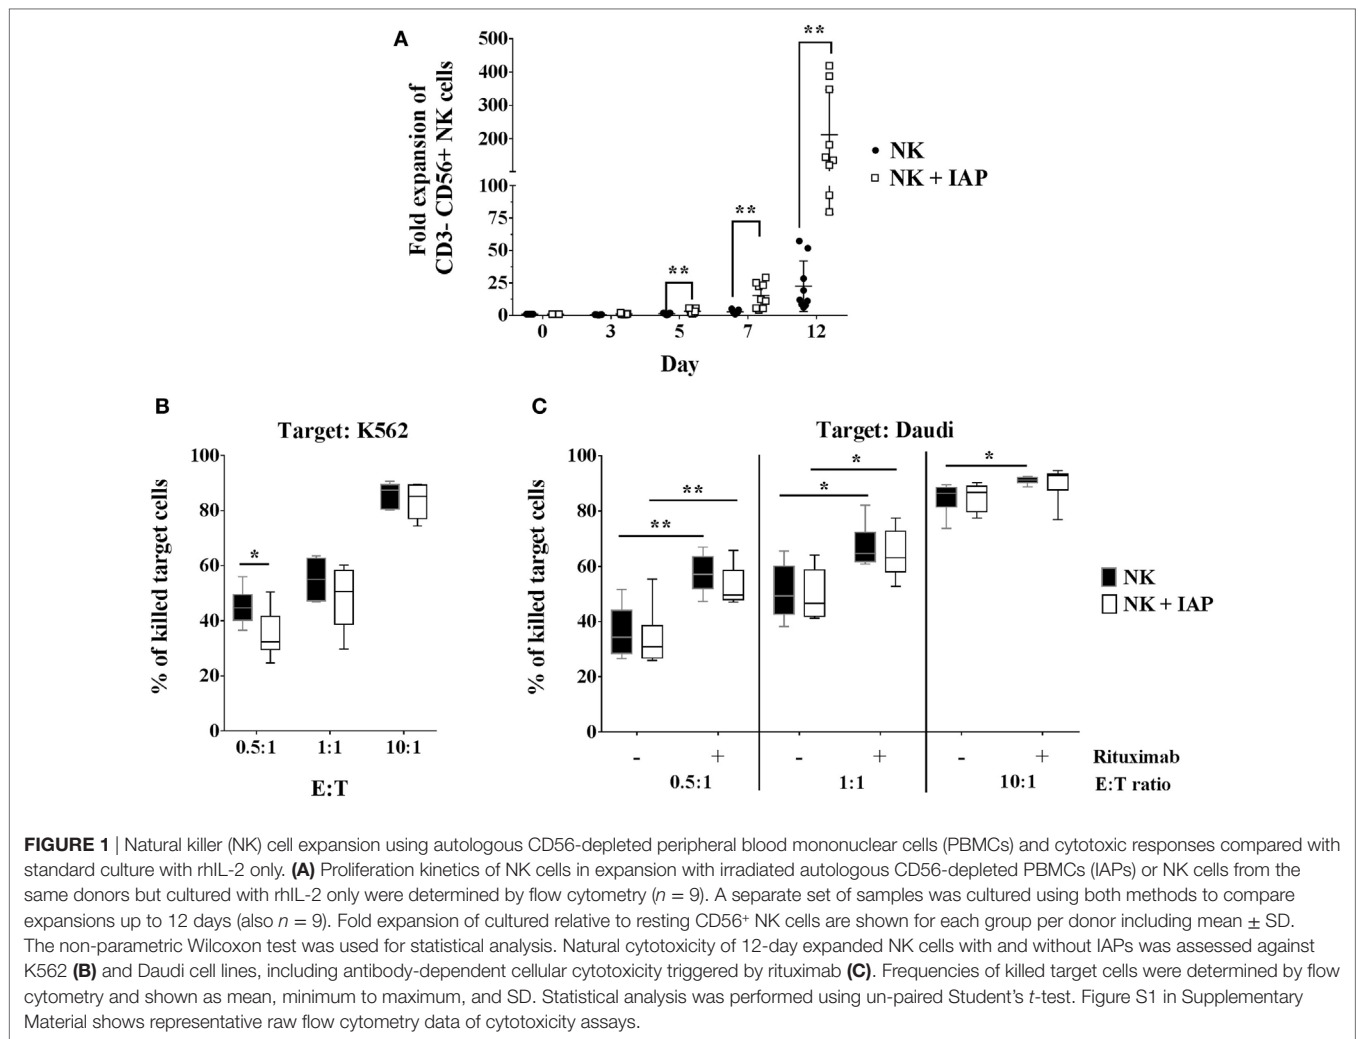 A
Fold expansion of
CD3- CD56+ NK cells
500
400
300
200
100
75
50
25
0
**
**
**
**
0 3 5 7 12
Day
NK
NK + IAP
B
Target: K562
% of killed target cells
100
80
60
40
20
0
*
0.5:1 1:1 10:1
E:T
C
Target: Daudi
% of killed target cells
100
80
60
40
20
0
**
**
*
*
*
- + - + - + Rituximab
0.5:1 1:1 10:1 E:T ratio
NK
NK + IAP
FIGURE 1 | Natural killer (NK) cell expansion using autologous CD56-depleted peripheral blood mononuclear cells (PBMCs) and cytotoxic responses compared with
standard culture with rhIL-2 only. (A) Proliferation kinetics of NK cells in expansion with irradiated autologous CD56-depleted PBMCs (IAPs) or NK cells from the
same donors but cultured with rhIL-2 only were determined by flow cytometry (n = 9). A separate set of samples was cultured using both methods to compare
expansions up to 12 days (also n = 9). Fold expansion of cultured relative to resting CD56⁺ NK cells are shown for each group per donor including mean ± SD.
The non-parametric Wilcoxon test was used for statistical analysis. Natural cytotoxicity of 12-day expanded NK cells with and without IAPs was assessed against
K562 (B) and Daudi cell lines, including antibody-dependent cellular cytotoxicity triggered by rituximab (C). Frequencies of killed target cells were determined by flow
cytometry and shown as mean, minimum to maximum, and SD. Statistical analysis was performed using un-paired Student's t-test. Figure S1 in Supplementary
Material shows representative raw flow cytometry data of cytotoxicity assays.